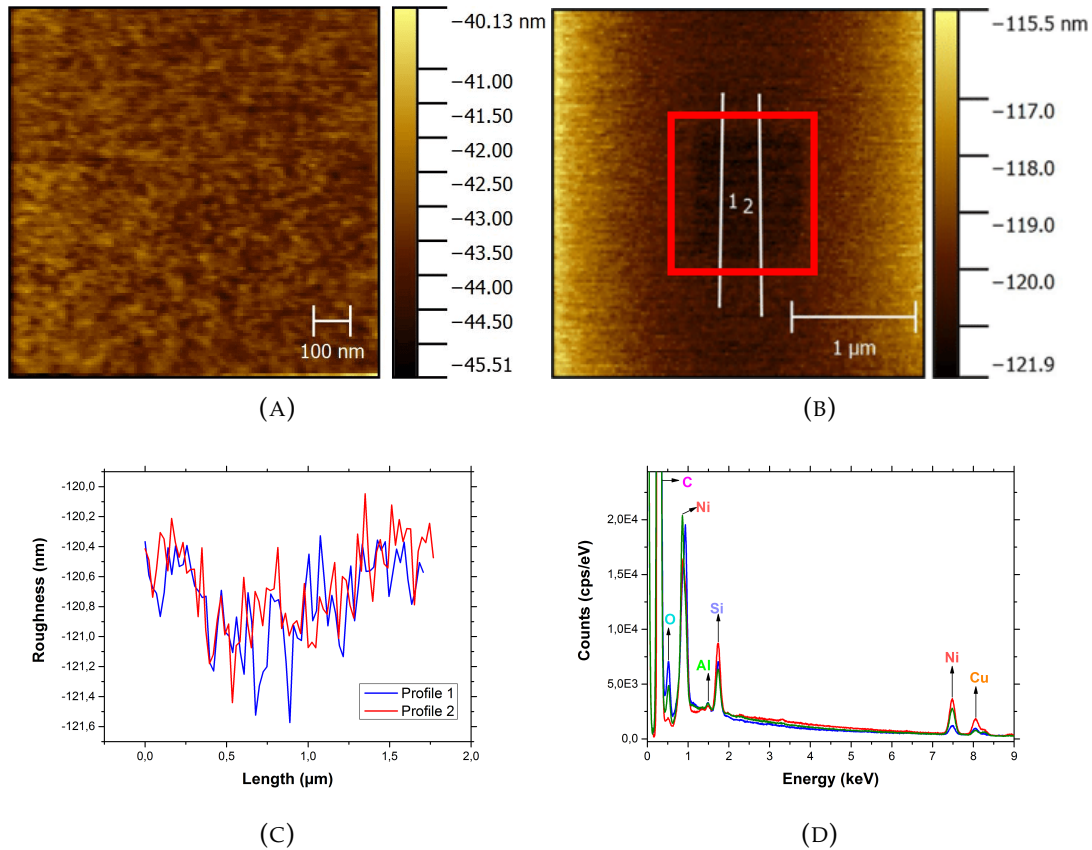 −40.13 nm
−41.00
−41.50
−42.00
−42.50
−43.00
−43.50
−44.00
−44.50
−45.51
100 nm
(A)
−115.5 nm
−117.0
−118.0
−119.0
−120.0
−121.9
1 2
1 µm
(B)
-120,0
-120,2
-120,4
-120,6
-120,8
-121,0
-121,2
-121,4
-121,6
Roughness (nm)
Profile 1
Profile 2
0,0
0,5
1,0
1,5
2,0
Length (µm)
(C)
2,0E4
1,5E4
1,0E4
5,0E3
0,0
Counts (cps/eV)
C
Ni
O
Si
Al
Ni
Cu
0 1 2 3 4 5 6 7 8 9
Energy (keV)
(D)